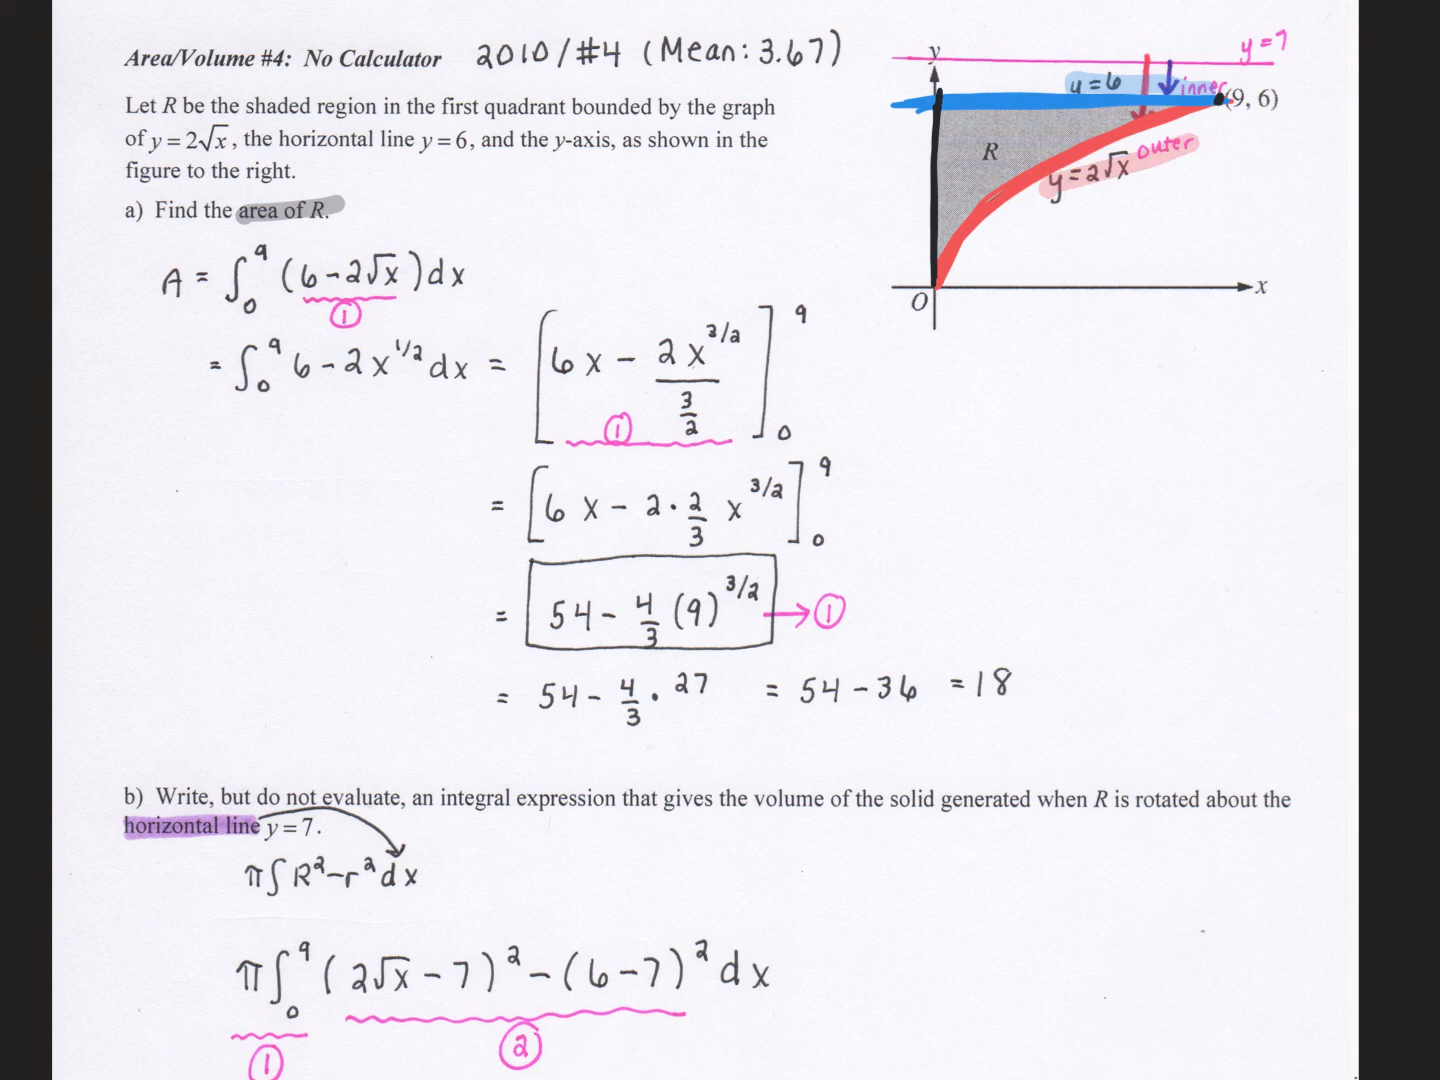 Area/Volume #4: No Calculator 2010/#4 (Mean: 3.67)
Let R be the shaded region in the first quadrant bounded by the graph
of y = 2√x, the horizontal line y = 6, and the y-axis, as shown in the
figure to the right.
a) Find the area of R.
y
y = 7
y = 6
inner
(9, 6)
R
y = 2√x outer
O
x
A = ∫₀⁹ (6 - 2√x) dx
①
= ∫₀⁹ 6 - 2x^(1/2) dx = [6x - 2x^(3/2) / (3/2)]₀⁹
①
= [6x - 2 · 2/3 x^(3/2)]₀⁹
= 54 - 4/3 (9)^(3/2) → ①
= 54 - 4/3 · 27 = 54 - 36 = 18
b) Write, but do not evaluate, an integral expression that gives the volume of the solid generated when R is rotated about the
horizontal line y = 7.
π∫ R² - r² dx
π∫₀⁹ (2√x - 7)² - (6 - 7)² dx
① ②